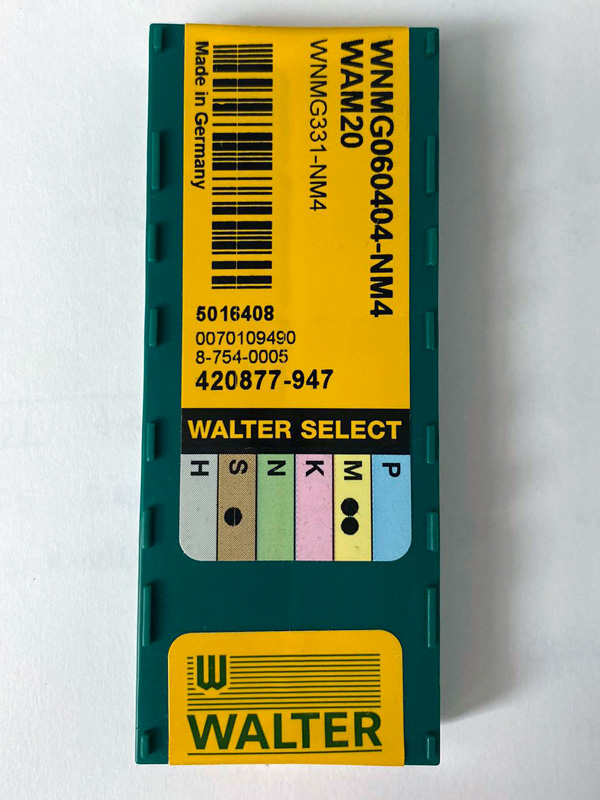 WNMG060404-NM4
WAM20
WNMG331-NM4
Made in Germany
5016408
0070109490
8-754-0005
420877-947
WALTER SELECT
H S N K M P
W
WALTER